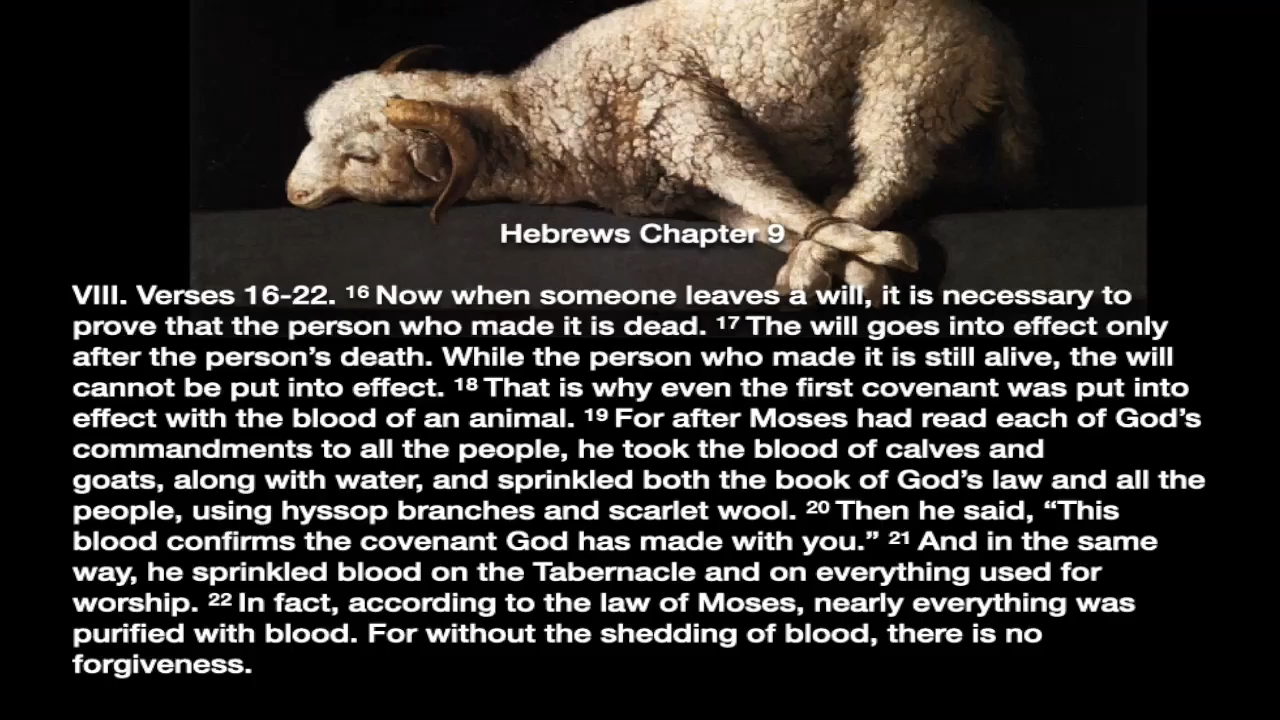 Hebrews Chapter 9
VIII. Verses 16-22. ¹⁶ Now when someone leaves a will, it is necessary to
prove that the person who made it is dead. ¹⁷ The will goes into effect only
after the person’s death. While the person who made it is still alive, the will
cannot be put into effect. ¹⁸ That is why even the first covenant was put into
effect with the blood of an animal. ¹⁹ For after Moses had read each of God’s
commandments to all the people, he took the blood of calves and
goats, along with water, and sprinkled both the book of God’s law and all the
people, using hyssop branches and scarlet wool. ²⁰ Then he said, “This
blood confirms the covenant God has made with you.” ²¹ And in the same
way, he sprinkled blood on the Tabernacle and on everything used for
worship. ²² In fact, according to the law of Moses, nearly everything was
purified with blood. For without the shedding of blood, there is no
forgiveness.